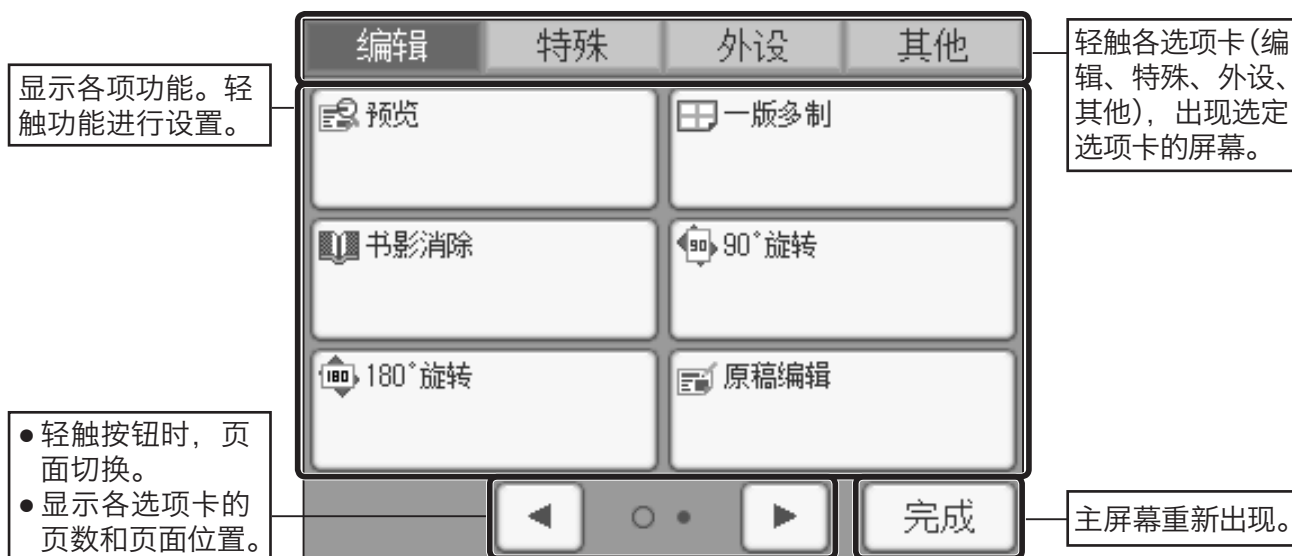 编辑 特殊 外设 其他
轻触各选项卡(编
辑、特殊、外设、
其他)，出现选定
选项卡的屏幕。
显示各项功能。轻
触功能进行设置。
预览 一版多制
书影消除 90 90°旋转
180 180°旋转 原稿编辑
●轻触按钮时，页
面切换。
●显示各选项卡的
页数和页面位置。
完成
主屏幕重新出现。